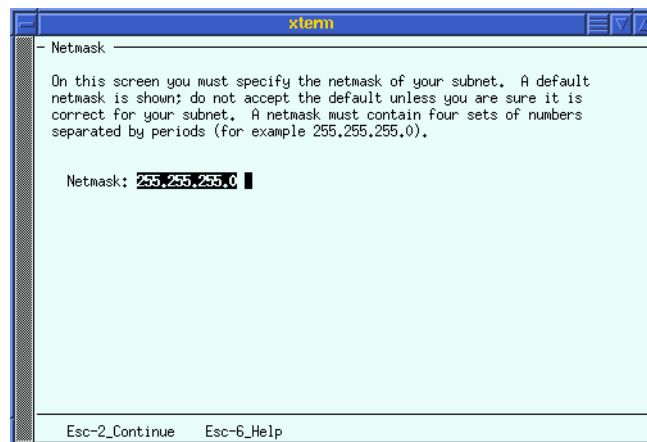 xterm
Netmask
On this screen you must specify the netmask of your subnet. A default
netmask is shown; do not accept the default unless you are sure it is
correct for your subnet. A netmask must contain four sets of numbers
separated by periods (for example 255.255.255.0).
Netmask: 255.255.255.0
Esc-2_Continue Esc-6_Help